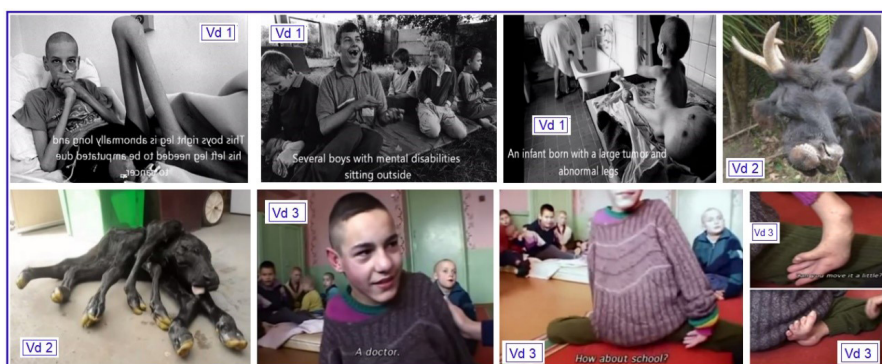 Vd 1
This boys right leg is abnormally long and
his left leg needed to be amputated due
to cancer
Vd 1
Several boys with mental disabilities
sitting outside
Vd 1
An infant born with a large tumor and
abnormal legs
Vd 2
Vd 2
Vd 3
A doctor.
Vd 3
How about school?
Vd 3
you move it a little?
Vd 3